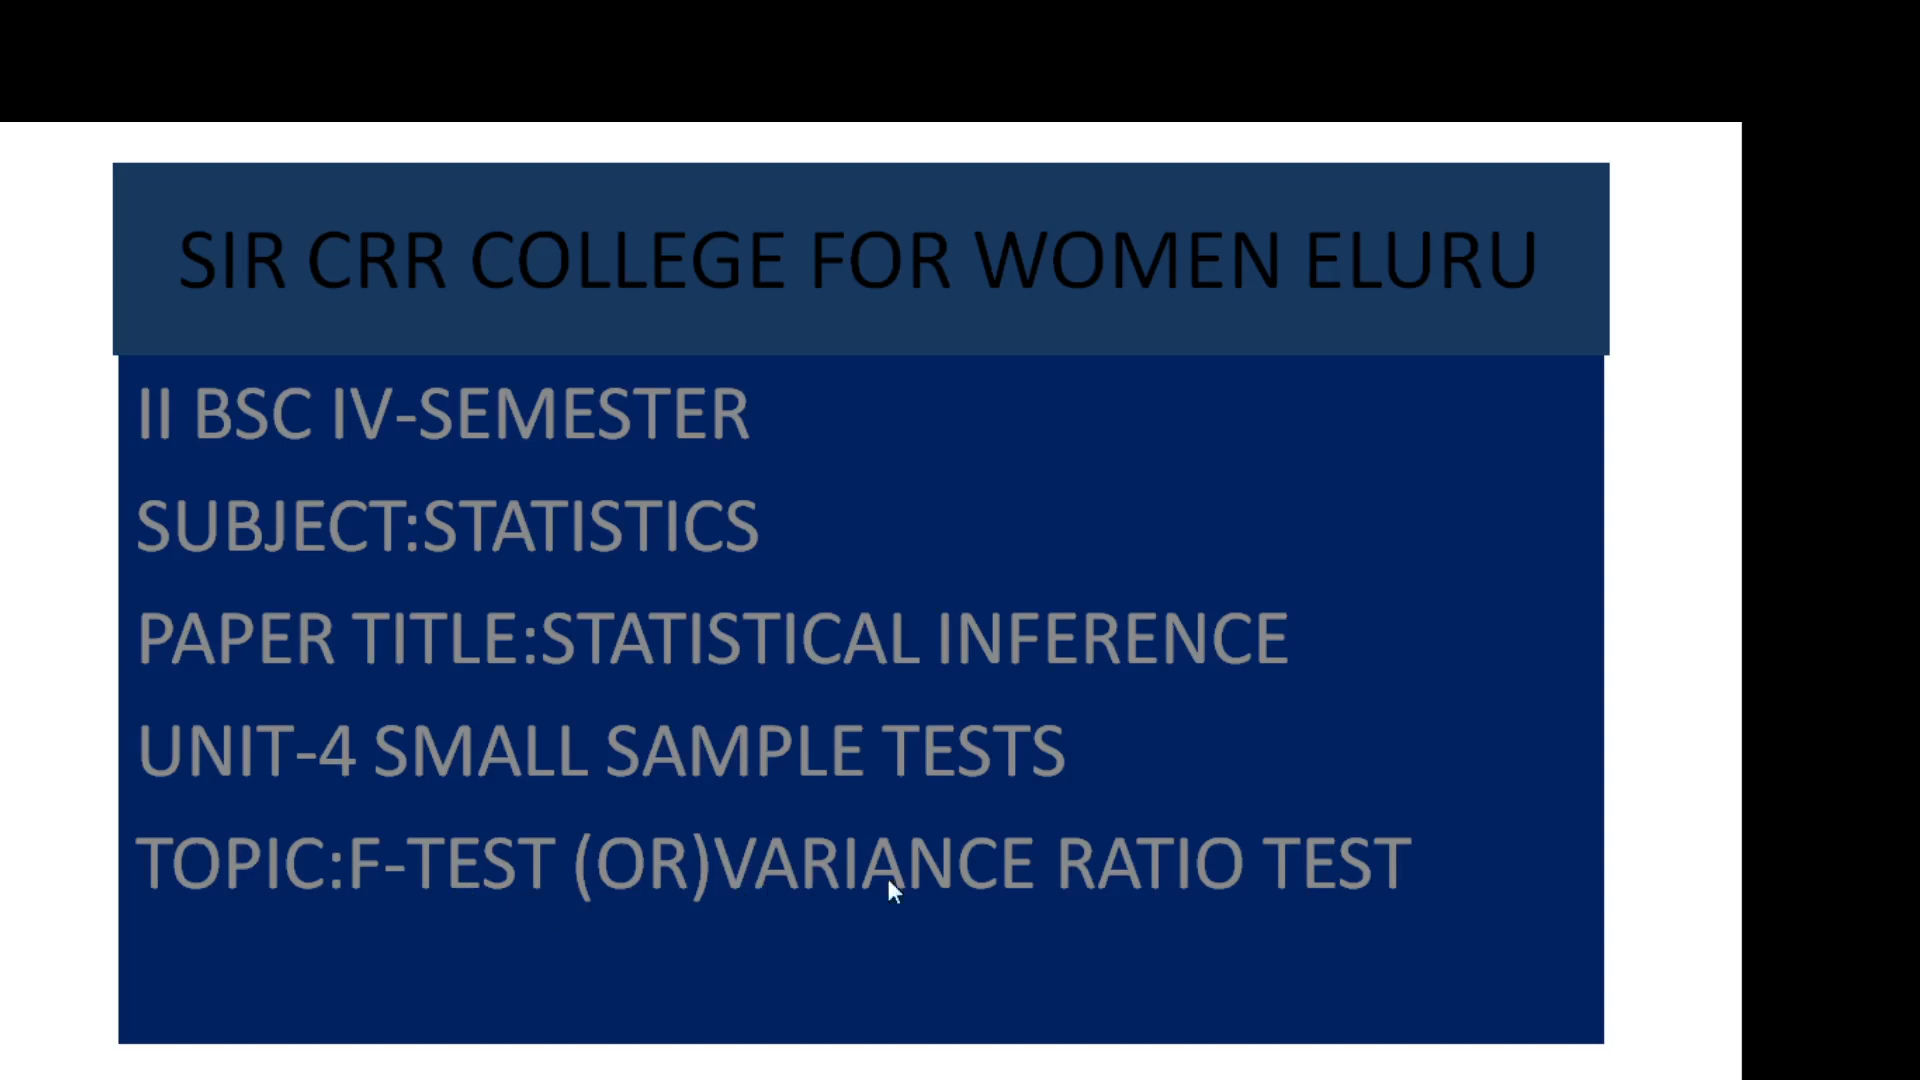 SIR CRR COLLEGE FOR WOMEN ELURU
II BSC IV-SEMESTER
SUBJECT:STATISTICS
PAPER TITLE:STATISTICAL INFERENCE
UNIT-4 SMALL SAMPLE TESTS
TOPIC:F-TEST (OR)VARIANCE RATIO TEST